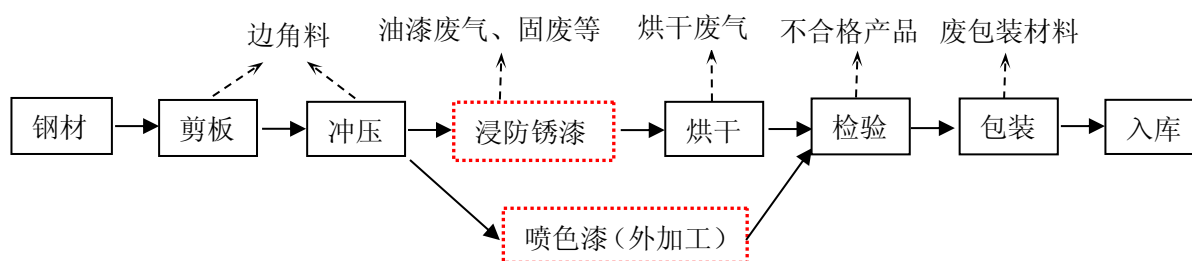 边角料
油漆废气、固废等
烘干废气
不合格产品
废包装材料
钢材
剪板
冲压
浸防锈漆
烘干
检验
包装
入库
喷色漆（外加工）